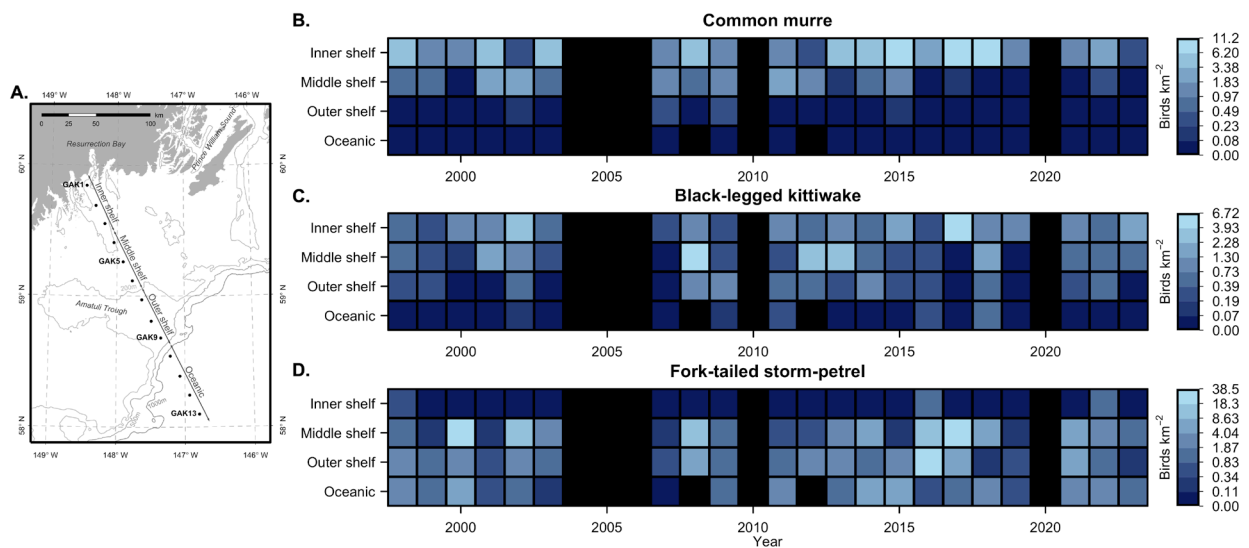 A.
149° W 148° W 147° W 146° W
0 25 50 100
km
Resurrection Bay
Prince William Sound
60° N
GAK1
Inner shelf
Middle shelf
GAK5
200m
59° N
Amatuli Trough
Outer shelf
GAK9
Oceanic
1000m
GAK13
58° N
149° W 148° W 147° W 146° W
B.
Common murre
Inner shelf
Middle shelf
Outer shelf
Oceanic
2000 2005 2010 2015 2020
11.2
6.20
3.83
1.78
0.97
0.49
0.23
0.08
0.00
Birds km−2
C.
Black-legged kittiwake
Inner shelf
Middle shelf
Outer shelf
Oceanic
2000 2005 2010 2015 2020
6.72
3.93
2.28
1.30
0.73
0.39
0.19
0.07
0.00
Birds km−2
D.
Fork-tailed storm-petrel
Inner shelf
Middle shelf
Outer shelf
Oceanic
2000 2005 2010 2015 2020
Year
38.5
18.3
8.62
4.04
1.87
0.83
0.34
0.11
0.00
Birds km−2